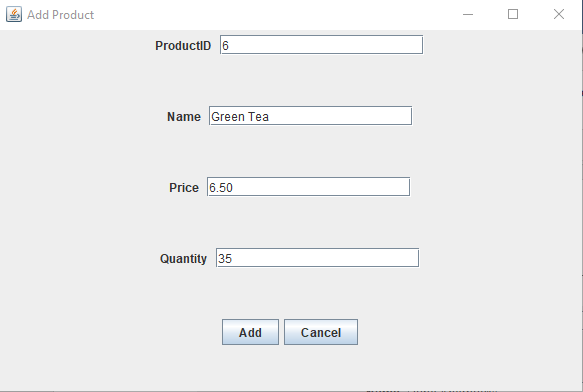 Add Product
ProductID 6
Name Green Tea
Price 6.50
Quantity 35
Add Cancel